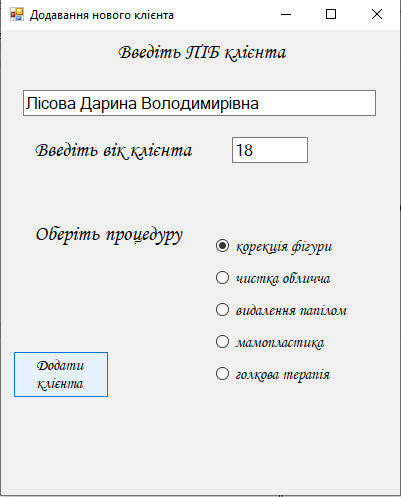 Додавання нового клієнта
Введіть ПІБ клієнта
Лісова Дарина Володимирівна
Введіть вік клієнта 18
Оберіть процедуру
корекція фігури
чистка обличча
видалення папілом
мамопластика
голкова терапія
Додати
клієнта